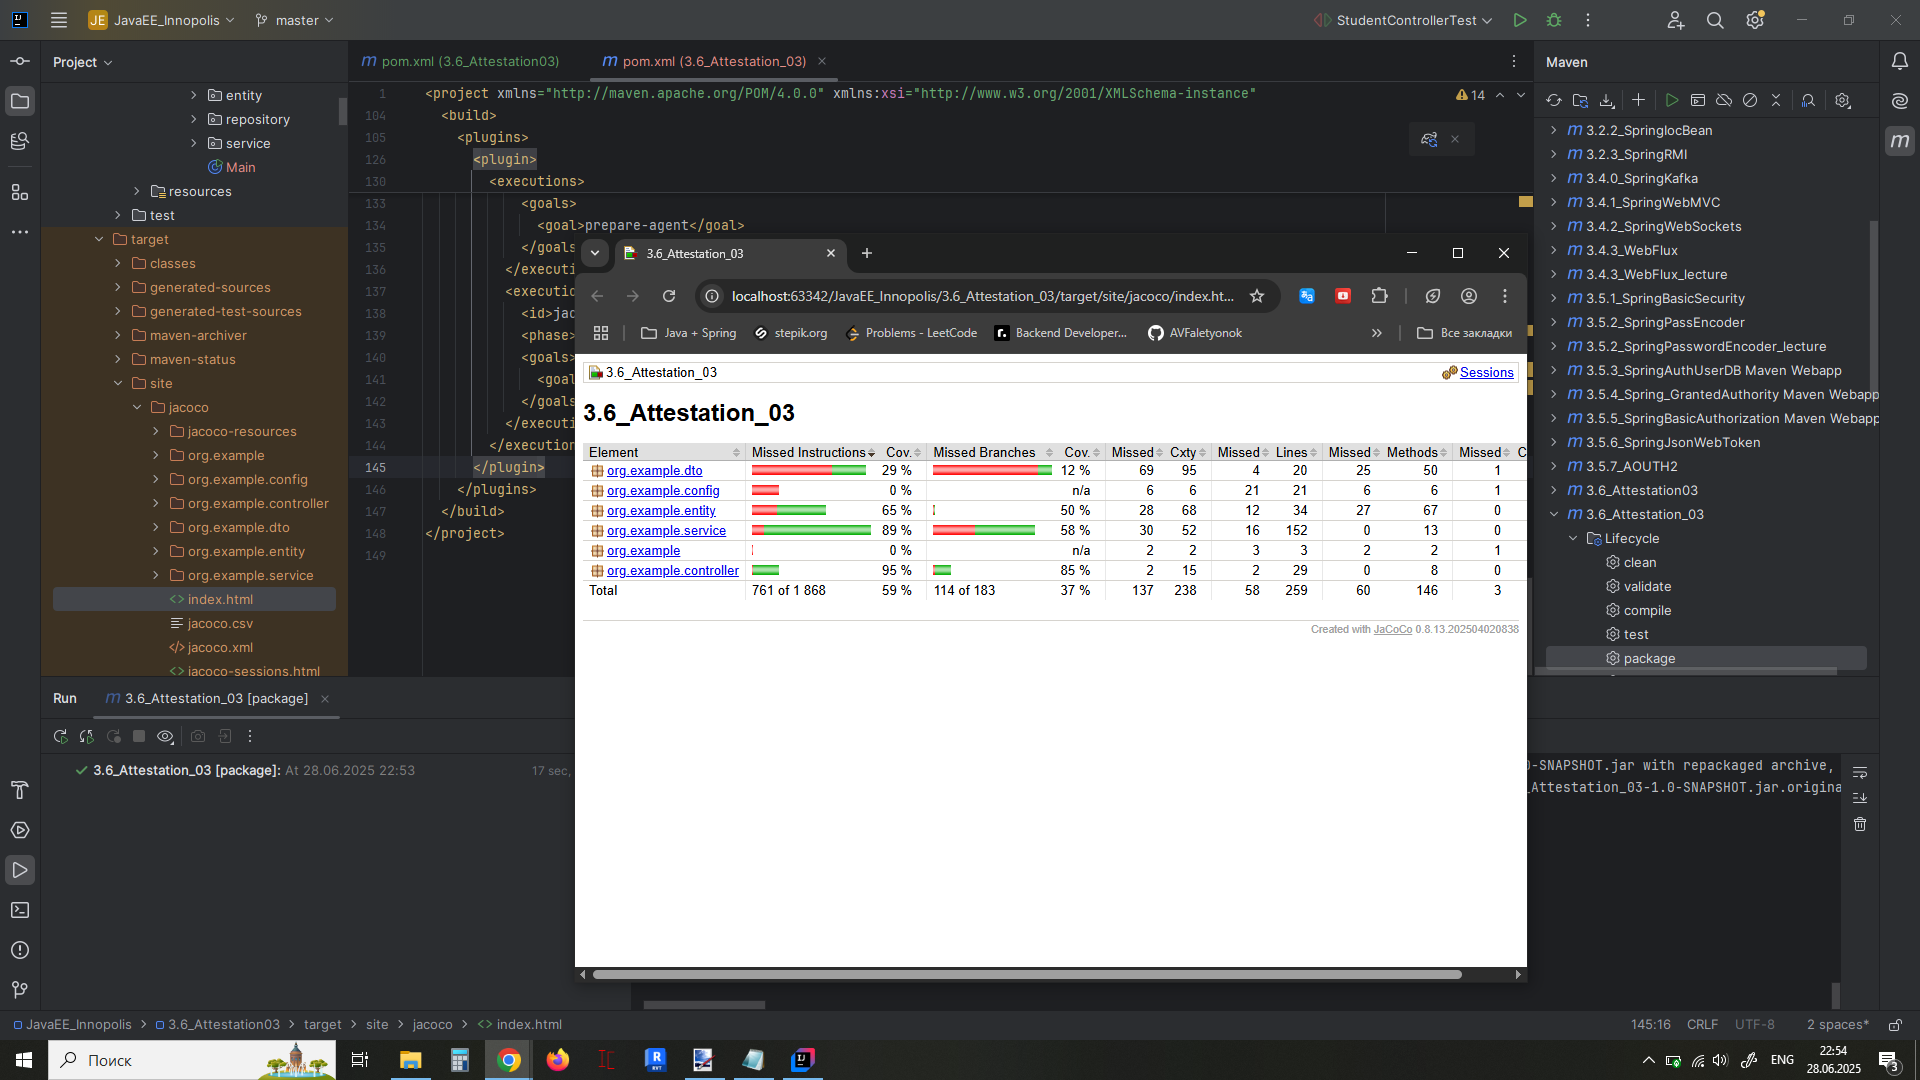 JE JavaEE_Innopolis master StudentControllerTest
Project
pom.xml (3.6_Attestation03) pom.xml (3.6_Attestation_03)
Maven
entity
repository
service
Main
resources
test
target
classes
generated-sources
generated-test-sources
maven-archiver
maven-status
site
jacoco
jacoco-resources
org.example
org.example.config
org.example.controller
org.example.dto
org.example.entity
org.example.service
index.html
jacoco.csv
jacoco.xml
jacoco-sessions.html
14
1 <project xmlns="http://maven.apache.org/POM/4.0.0" xmlns:xsi="http://www.w3.org/2001/XMLSchema-instance"
104 <build>
105 <plugins>
126 <plugin>
130 <executions>
133 <goals>
134 <goal>prepare-agent</goal>
135 </goals
136 </executi
137 <executio
138 <id>jac
139 <phase>
140 <goals>
141 <goal
142 </goals
143 </executi
144 </execution
145 </plugin>
146 </plugins>
147 </build>
148 </project>
149
3.6_Attestation_03
localhost:63342/JavaEE_Innopolis/3.6_Attestation_03/target/site/jacoco/index.ht...
Java + Spring stepik.org Problems - LeetCode Backend Developer... AVFaletyonok » Все закладки
3.6_Attestation_03 Sessions
3.6_Attestation_03
Element Missed Instructions Cov. Missed Branches Cov. Missed Cxty Missed Lines Missed Methods Missed C
org.example.dto 29 % 12 % 69 95 4 20 25 50 1
org.example.config 0 % n/a 6 6 21 21 6 6 1
org.example.entity 65 % 50 % 28 68 12 34 27 67 0
org.example.service 89 % 58 % 30 52 16 152 0 13 0
org.example 0 % n/a 2 2 3 3 2 2 1
org.example.controller 95 % 85 % 2 15 2 29 0 8 0
Total 761 of 1 868 59 % 114 of 183 37 % 137 238 58 259 60 146 3
Created with JaCoCo 0.8.13.202504020838
3.2.2_SpringIocBean
3.2.3_SpringRMI
3.4.0_SpringKafka
3.4.1_SpringWebMVC
3.4.2_SpringWebSockets
3.4.3_WebFlux
3.4.3_WebFlux_lecture
3.5.1_SpringBasicSecurity
3.5.2_SpringPassEncoder
3.5.2_SpringPasswordEncoder_lecture
3.5.3_SpringAuthUserDB Maven Webapp
3.5.4_Spring_GrantedAuthority Maven Webapp
3.5.5_SpringBasicAuthorization Maven Webapp
3.5.6_SpringJsonWebToken
3.5.7_AOUTH2
3.6_Attestation03
3.6_Attestation_03
Lifecycle
clean
validate
compile
test
package
Run 3.6_Attestation_03 [package]
3.6_Attestation_03 [package]: At 28.06.2025 22:53 17 sec,
0-SNAPSHOT.jar with repackaged archive,
_Attestation_03-1.0-SNAPSHOT.jar.origina
JavaEE_Innopolis 3.6_Attestation03 target site jacoco index.html
145:16 CRLF UTF-8 2 spaces*
Поиск
ENG
22:54
28.06.2025
3